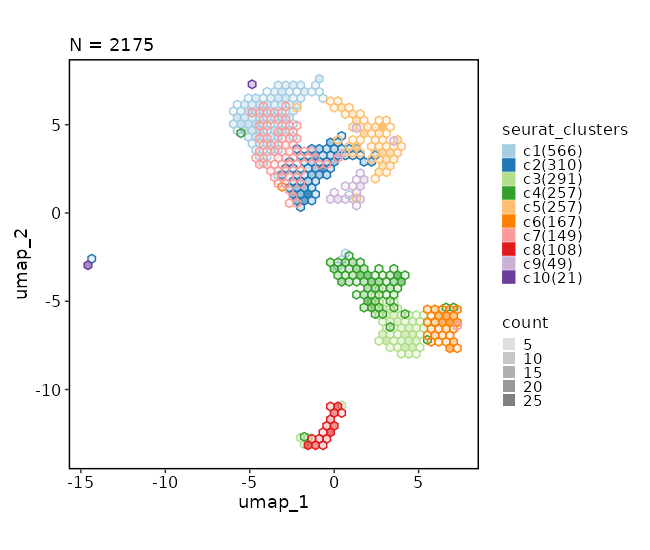 N = 2175
seurat_clusters
c1(566)
c2(310)
c3(291)
c4(257)
c5(257)
c6(167)
c7(149)
c8(108)
c9(49)
c10(21)
count
5
10
15
20
25
umap_2
5
0
-5
-10
-15
-10
-5
0
5
umap_1